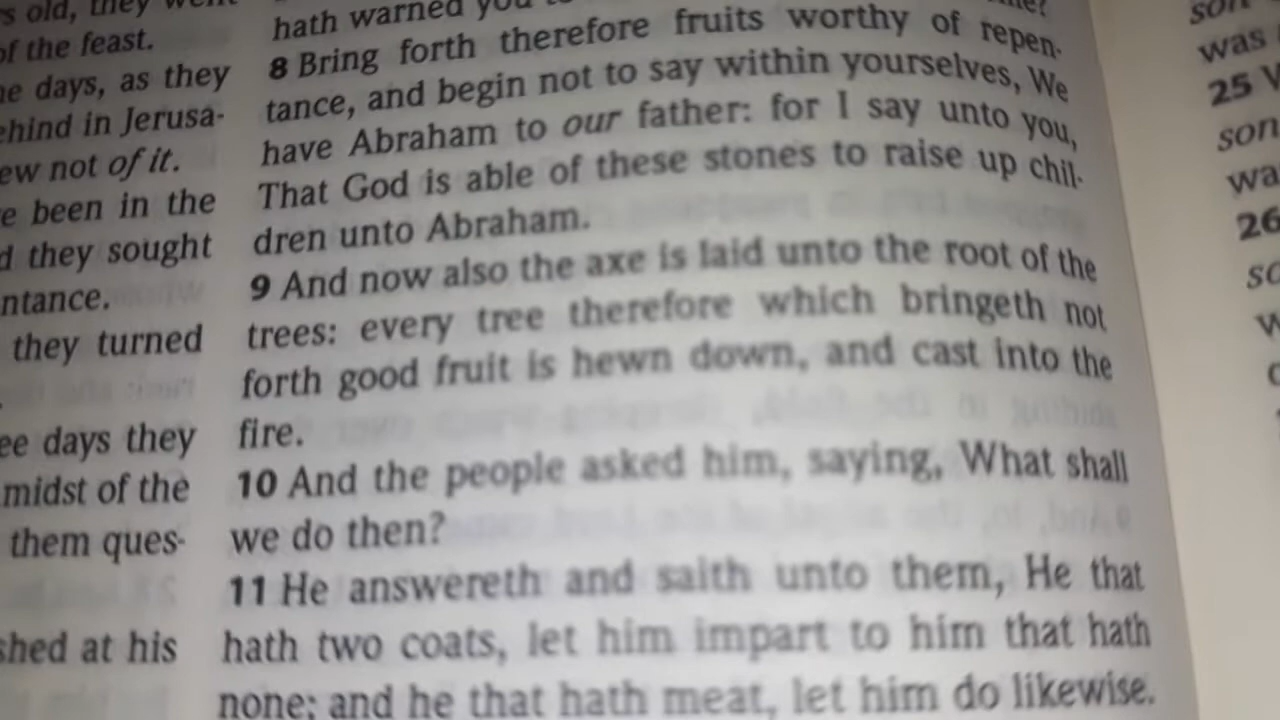 old, they went
of the feast.
days, as they
behind in Jerusa-
ew not of it.
been in the
they sought
ntance.
they turned
ee days they
midst of the
them ques-
shed at his
hath warned you
8 Bring forth therefore fruits worthy of repen-
tance, and begin not to say within yourselves, We
have Abraham to our father: for I say unto you,
That God is able of these stones to raise up chil-
dren unto Abraham.
9 And now also the axe is laid unto the root of the
trees: every tree therefore which bringeth not
forth good fruit is hewn down, and cast into the
fire.
10 And the people asked him, saying, What shall
we do then?
11 He answereth and saith unto them, He that
hath two coats, let him impart to him that hath
none; and he that hath meat, let him do likewise.
son
was
25
son
wa
26